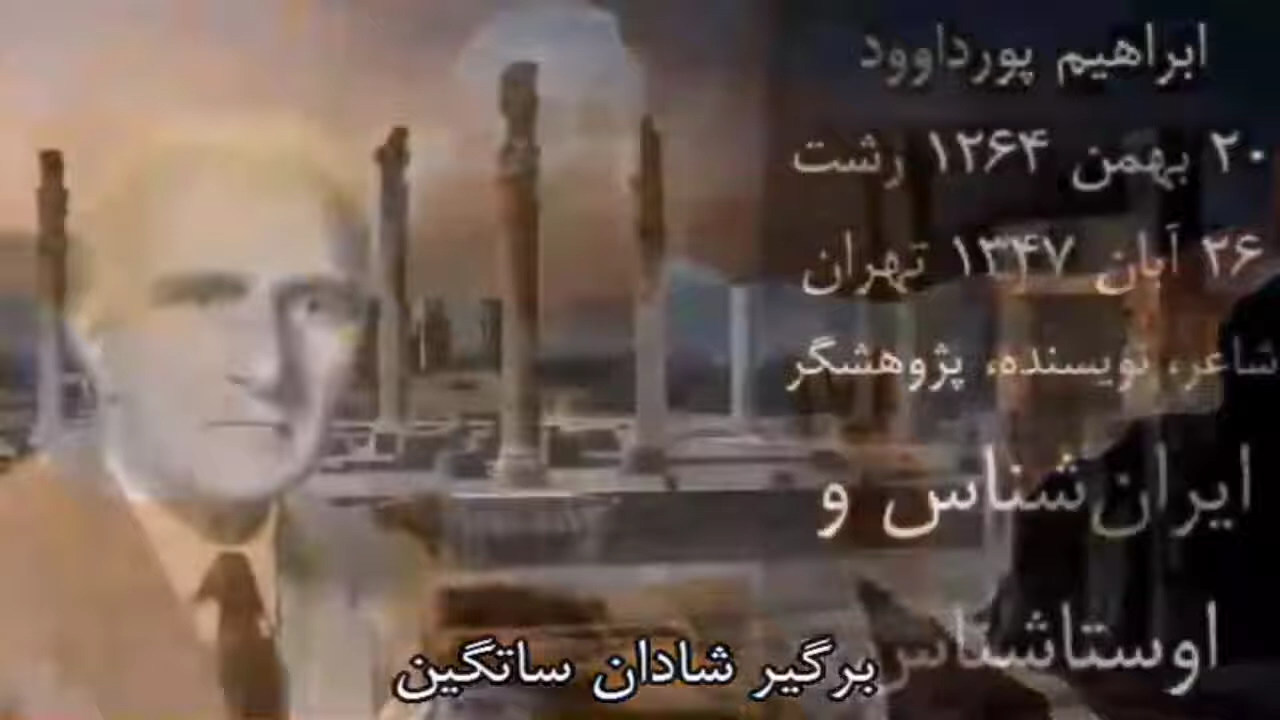 ابراهیم پورداوود
۲۰ بهمن ۱۲۶۴ رشت
۲۶ آبان ۱۳۴۷ تهران
شاعر، نویسنده، پژوهشگر
ایران‌شناس و
اوستاشناس
برگیر شادان ساتگین